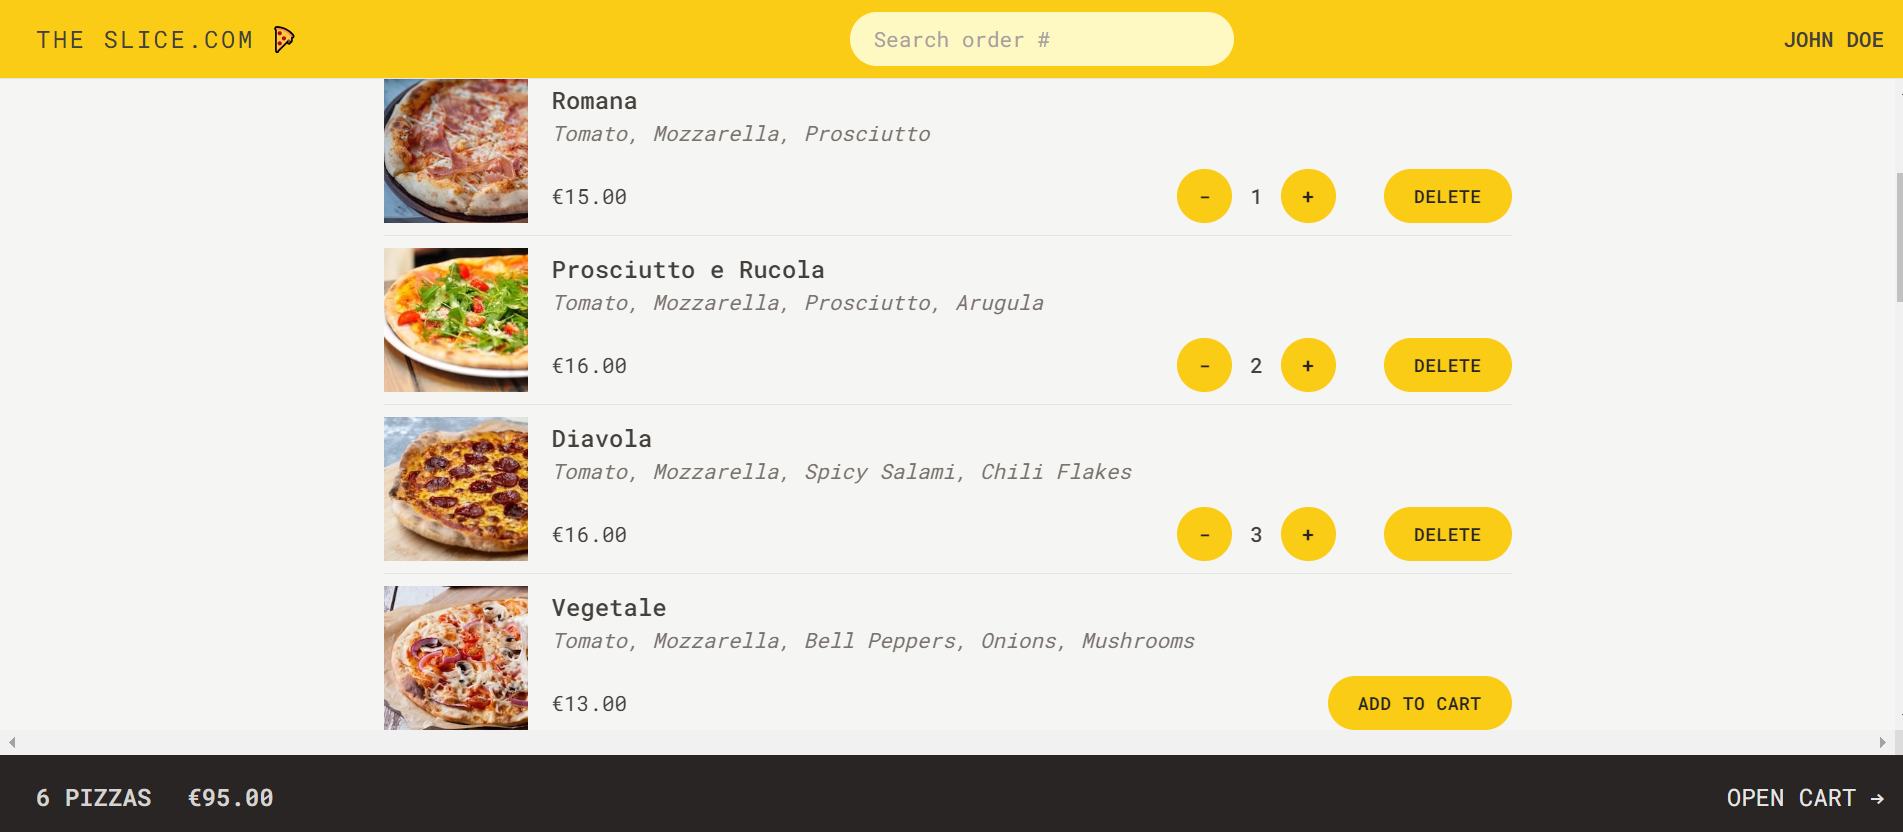 THE SLICE.COM
Search order #
JOHN DOE
Romana
Tomato, Mozzarella, Prosciutto
€15.00
- 1 + DELETE
Prosciutto e Rucola
Tomato, Mozzarella, Prosciutto, Arugula
€16.00
- 2 + DELETE
Diavola
Tomato, Mozzarella, Spicy Salami, Chili Flakes
€16.00
- 3 + DELETE
Vegetale
Tomato, Mozzarella, Bell Peppers, Onions, Mushrooms
€13.00
ADD TO CART
6 PIZZAS €95.00
OPEN CART →